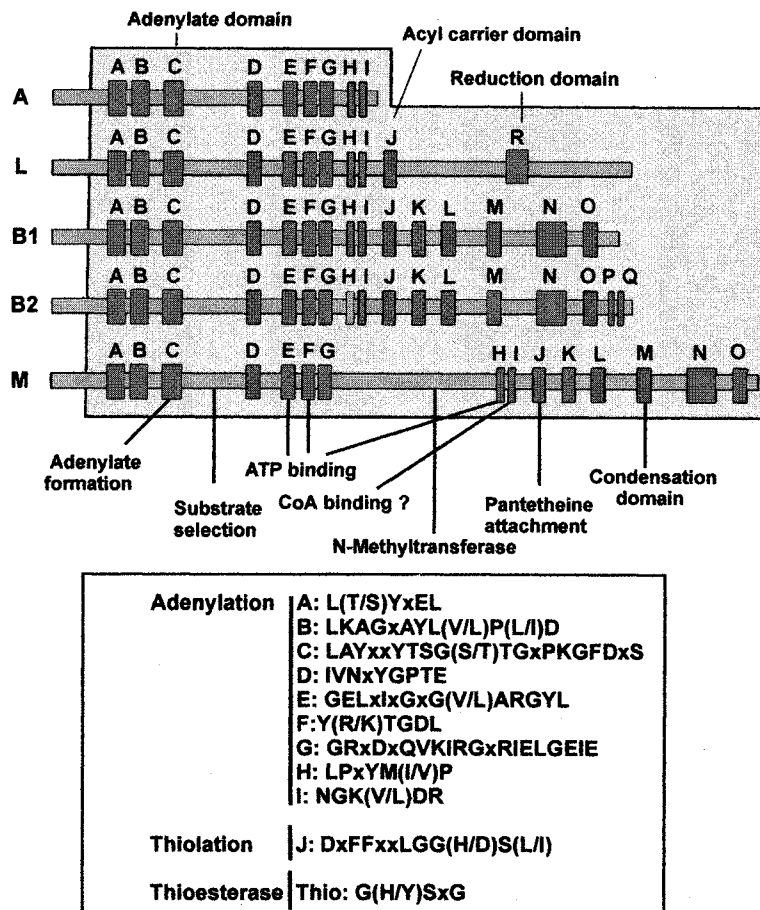 Adenylate domain
Acyl carrier domain
Reduction domain
A B C D E F G H I
A
A B C D E F G H I J R
L
A B C D E F G H I J K L M N O
B1
A B C D E F G H I J K L M N O P Q
B2
A B C D E F G H I J K L M N O
M
Adenylate
formation
Substrate
selection
ATP binding
CoA binding ?
N-Methyltransferase
Pantetheine
attachment
Condensation
domain
Adenylation A: L(T/S)YxEL
B: LKAGxAYL(V/L)P(L/I)D
C: LAYxxYTSG(S/T)TGxPKGFDxS
D: IVNxYGPTE
E: GELxIxGxG(V/L)ARGYL
F:Y(R/K)TGDL
G: GRxDxQVKIRGxRIELGEIE
H: LPxYM(I/V)P
I: NGK(V/L)DR
Thiolation J: DxFFxxLGG(H/D)S(L/I)
Thioesterase Thio: G(H/Y)SxG